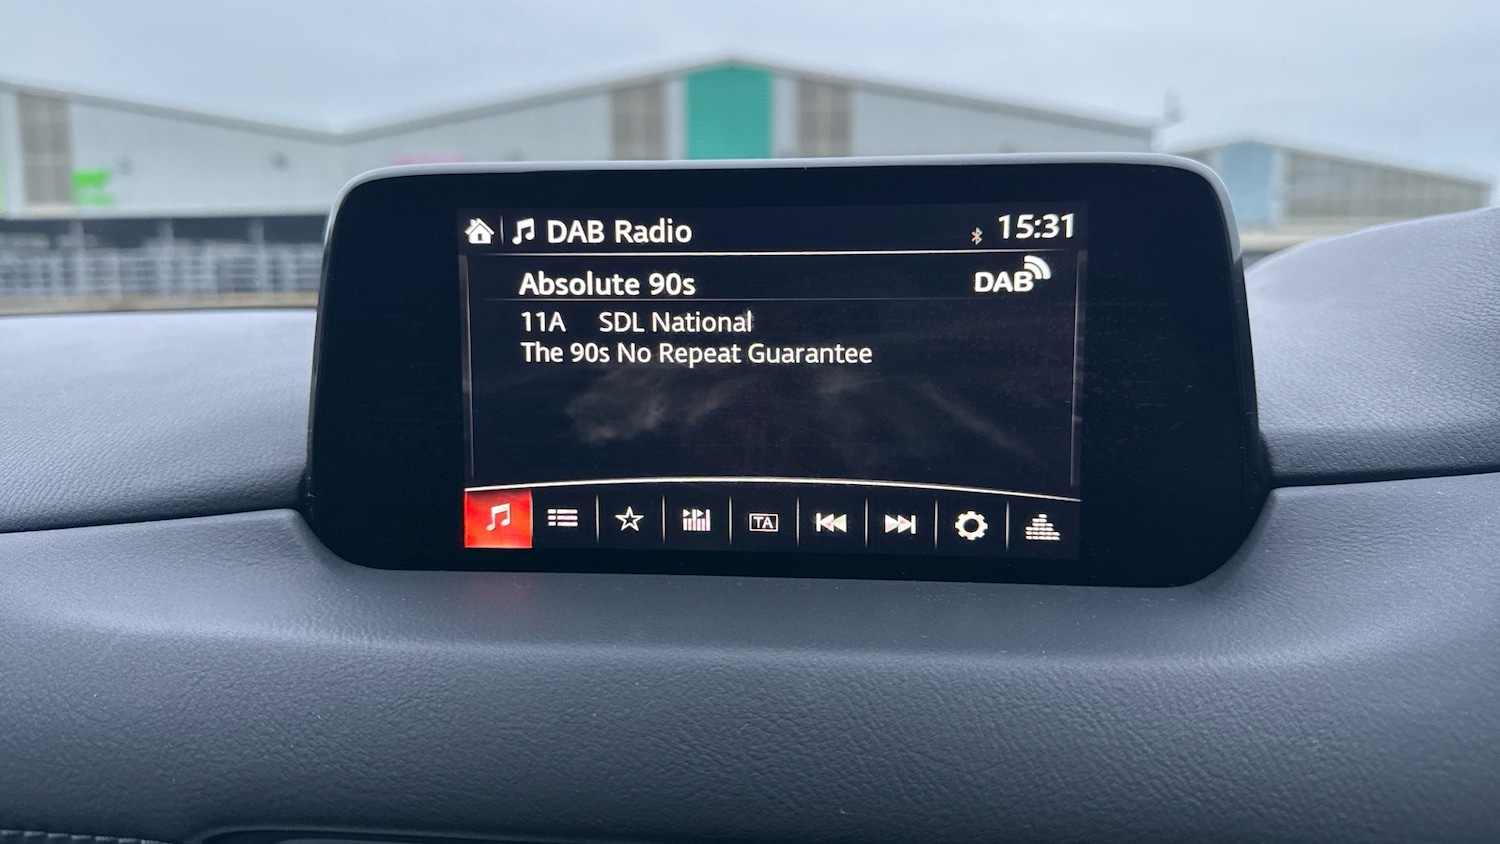 DAB Radio
15:31
Absolute 90s
DAB
11A SDL National
The 90s No Repeat Guarantee
TA